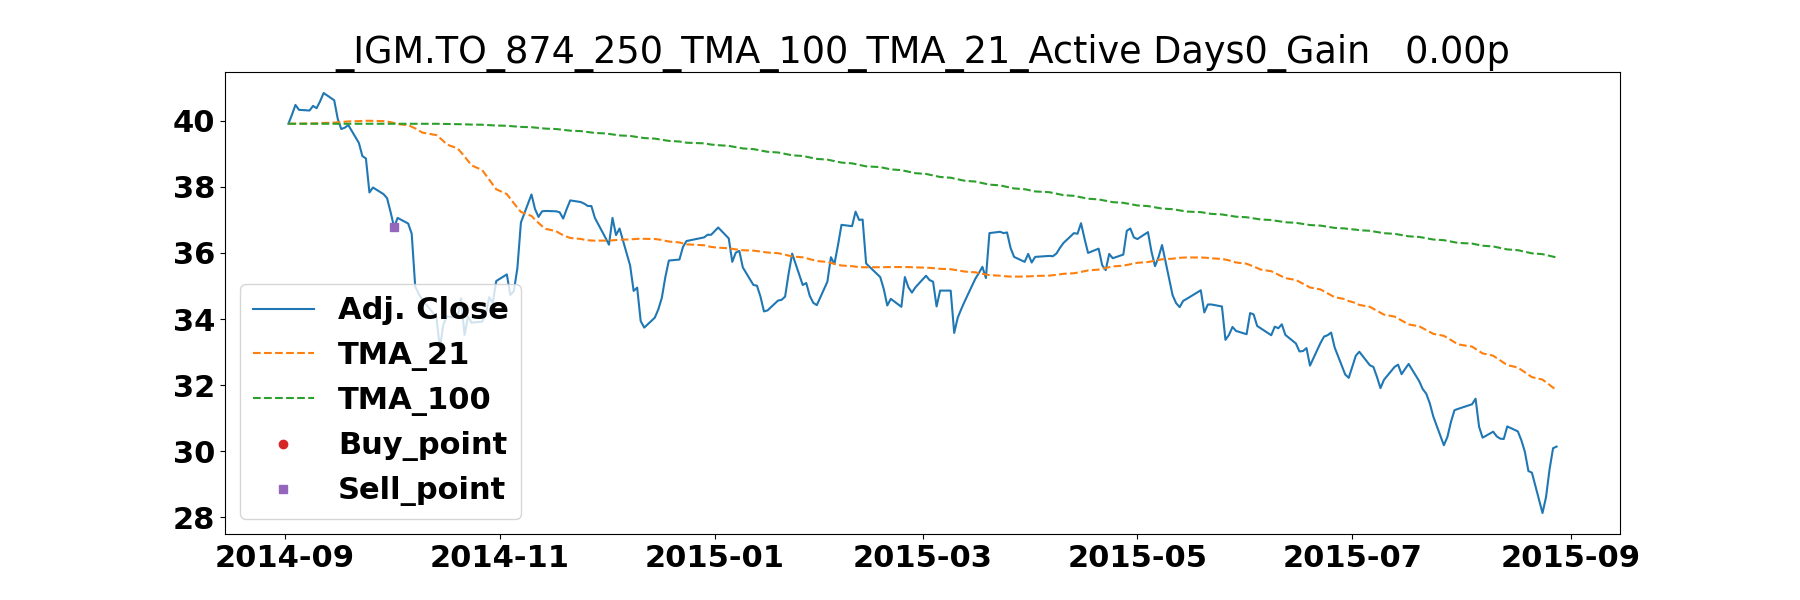 _IGM.TO_874_250_TMA_100_TMA_21_Active Days0_Gain   0.00p
40
38
36
34
32
30
28
Adj. Close
TMA_21
TMA_100
Buy_point
Sell_point
2014-09 2014-11 2015-01 2015-03 2015-05 2015-07 2015-09